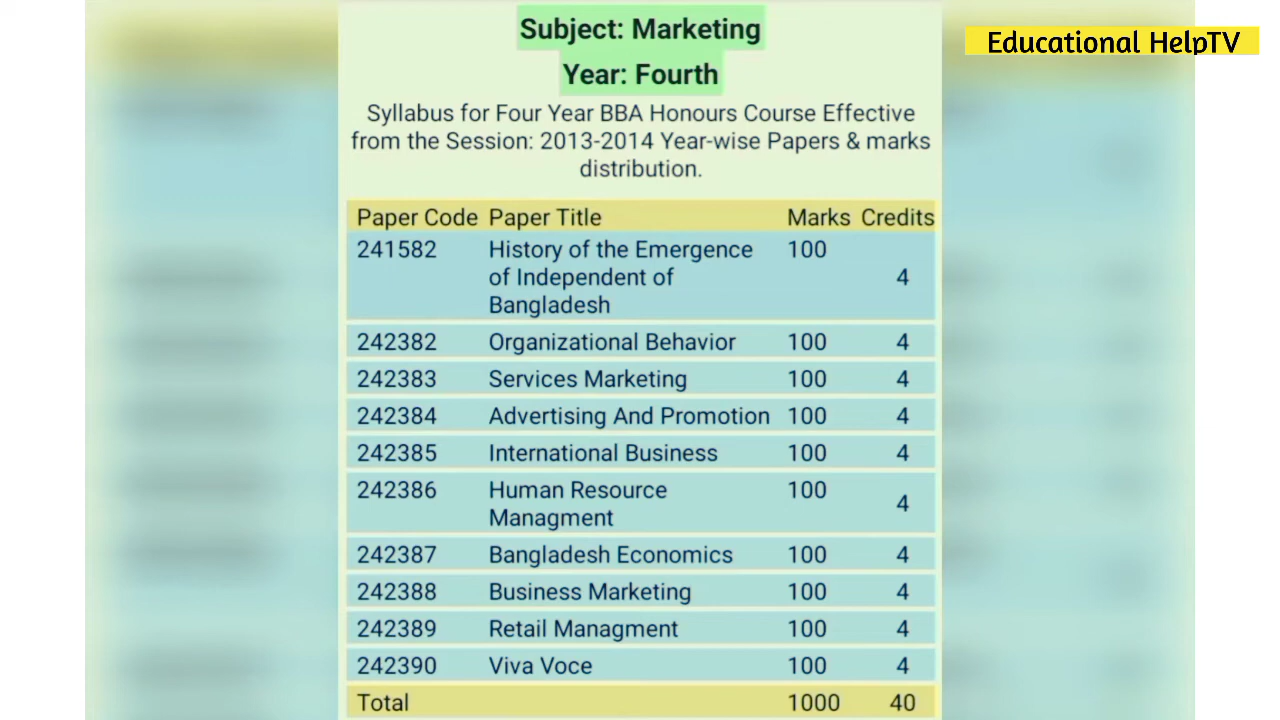 Educational HelpTV
Subject: Marketing
Year: Fourth
Syllabus for Four Year BBA Honours Course Effective
from the Session: 2013-2014 Year-wise Papers & marks
distribution.
Paper Code Paper Title Marks Credits
241582 History of the Emergence 100
of Independent of 4
Bangladesh
242382 Organizational Behavior 100 4
242383 Services Marketing 100 4
242384 Advertising And Promotion 100 4
242385 International Business 100 4
242386 Human Resource 100
Managment 4
242387 Bangladesh Economics 100 4
242388 Business Marketing 100 4
242389 Retail Managment 100 4
242390 Viva Voce 100 4
Total 1000 40